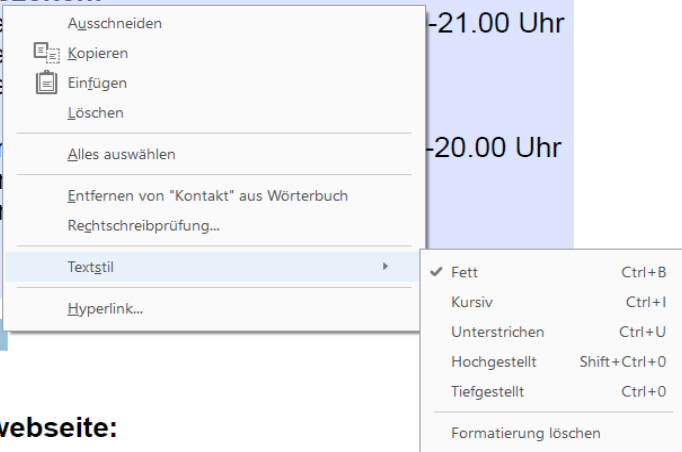 -21.00 Uhr
Ausschneiden
Kopieren
Einfügen
Löschen
-20.00 Uhr
Alles auswählen
Entfernen von "Kontakt" aus Wörterbuch
Rechtschreibprüfung...
Textstil
Hyperlink...
Fett Ctrl+B
Kursiv Ctrl+I
Unterstrichen Ctrl+U
Hochgestellt Shift+Ctrl+0
Tiefgestellt Ctrl+0
Formatierung löschen
webseite: